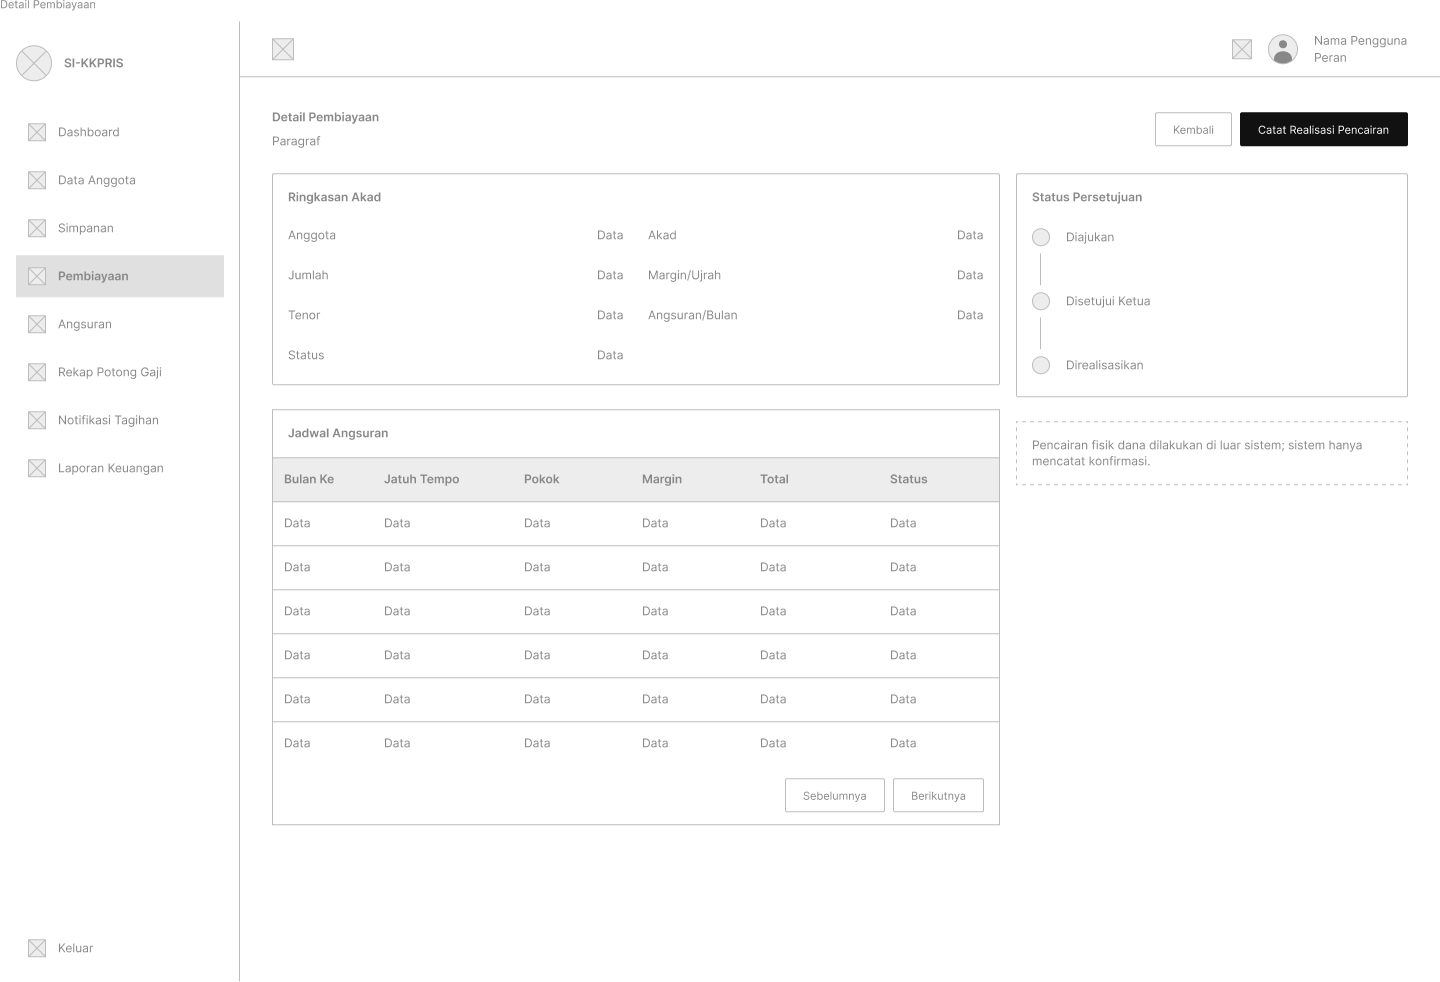 Detail Pembiayaan
SI-KKPRIS
Nama Pengguna
Peran
Dashboard
Data Anggota
Simpanan
Pembiayaan
Angsuran
Rekap Potong Gaji
Notifikasi Tagihan
Laporan Keuangan
Keluar
Detail Pembiayaan
Paragraf
Kembali
Catat Realisasi Pencairan
Ringkasan Akad
Anggota Data Akad Data
Jumlah Data Margin/Ujrah Data
Tenor Data Angsuran/Bulan Data
Status Data
Status Persetujuan
Diajukan
Disetujui Ketua
Direalisasikan
Pencairan fisik dana dilakukan di luar sistem; sistem hanya
mencatat konfirmasi.
Jadwal Angsuran
Bulan Ke Jatuh Tempo Pokok Margin Total Status
Data Data Data Data Data Data
Data Data Data Data Data Data
Data Data Data Data Data Data
Data Data Data Data Data Data
Data Data Data Data Data Data
Data Data Data Data Data Data
Sebelumnya Berikutnya